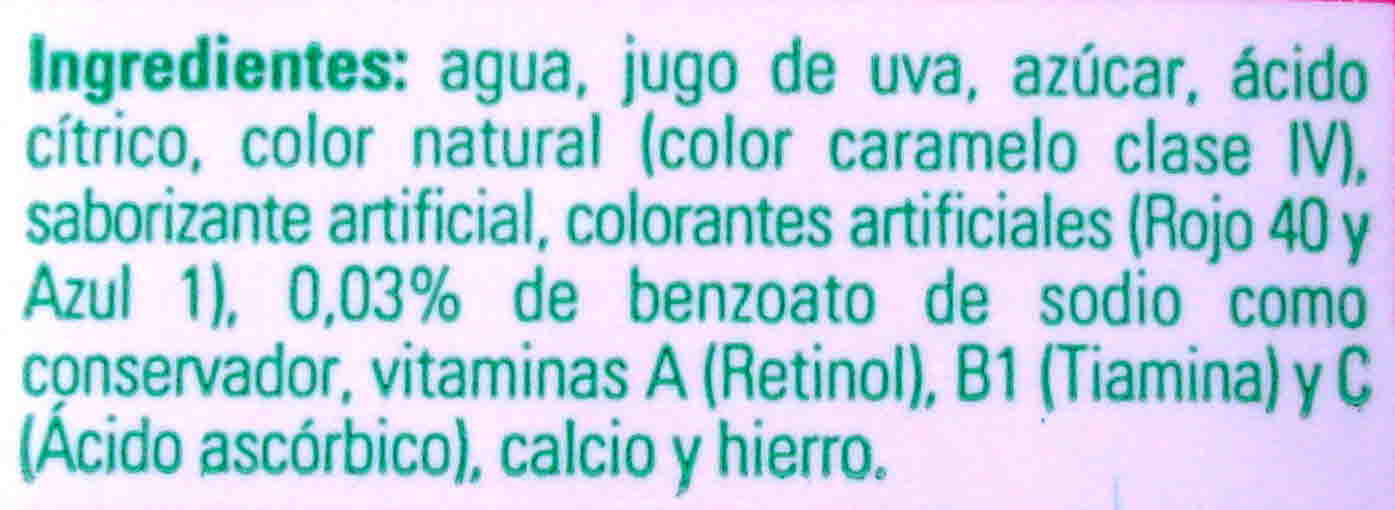 Ingredientes: agua, jugo de uva, azúcar, ácido
cítrico, color natural (color caramelo clase IV),
saborizante artificial, colorantes artificiales (Rojo 40 y
Azul 1), 0,03% de benzoato de sodio como
conservador, vitaminas A (Retinol), B1 (Tiamina) y C
(Ácido ascórbico), calcio y hierro.